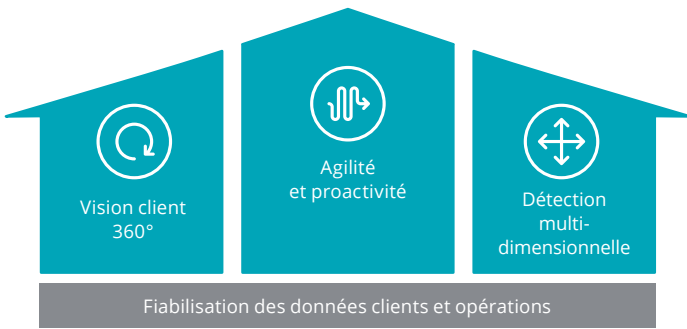 Vision client
360°
Agilité
et proactivité
Détection
multi-
dimensionnelle
Fiabilisation des données clients et opérations